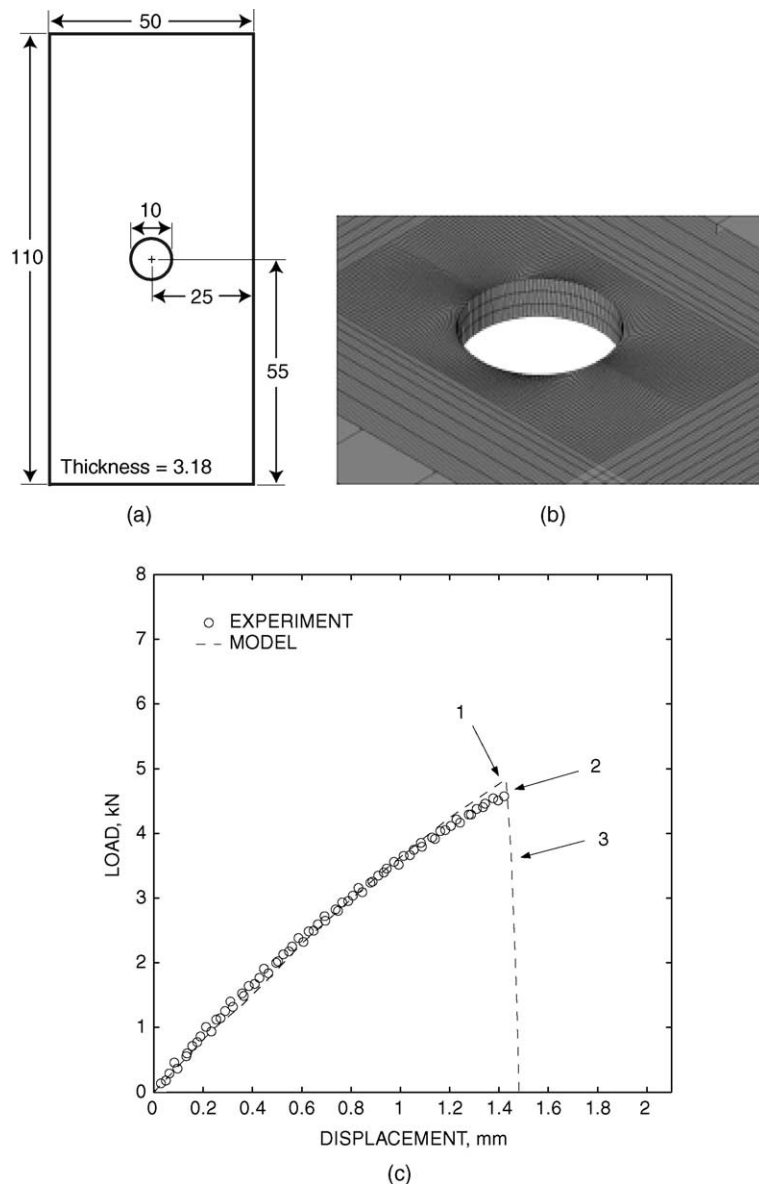 50
10
110
25
55
Thickness = 3.18
(a)
(b)
8
EXPERIMENT
MODEL
7
6
1
5
2
4
3
3
2
1
0
LOAD, kN
0 0.2 0.4 0.6 0.8 1 1.2 1.4 1.6 1.8 2
DISPLACEMENT, mm
(c)